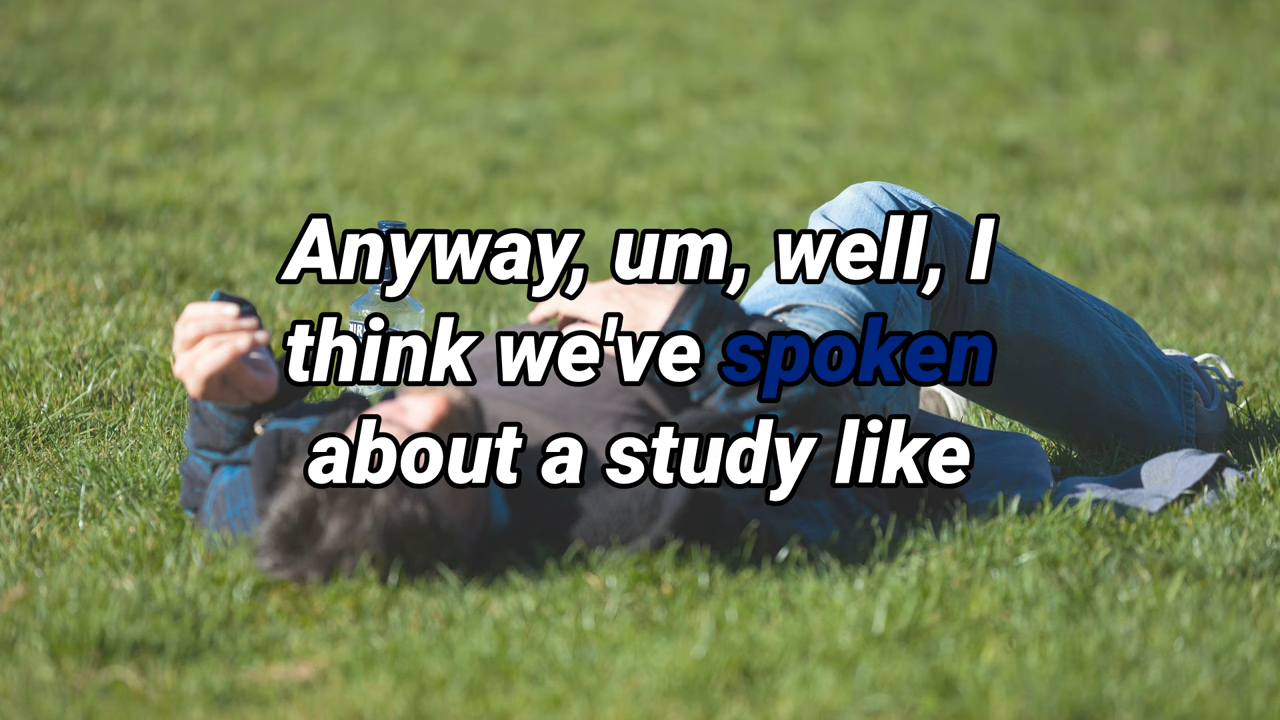 Anyway, um, well, I
think we've spoken
about a study like